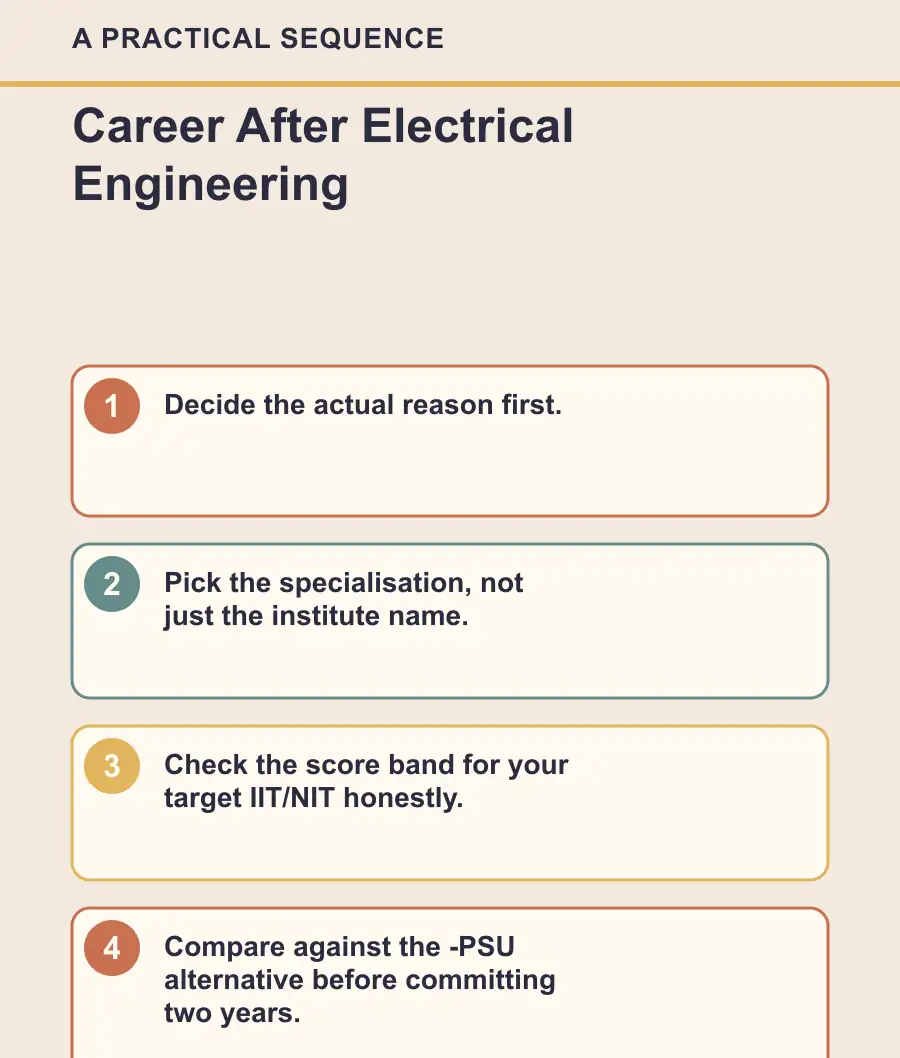 A PRACTICAL SEQUENCE
Career After Electrical
Engineering
1
Decide the actual reason first.
2
Pick the specialisation, not
just the institute name.
3
Check the score band for your
target IIT/NIT honestly.
4
Compare against the -PSU
alternative before committing
two years.